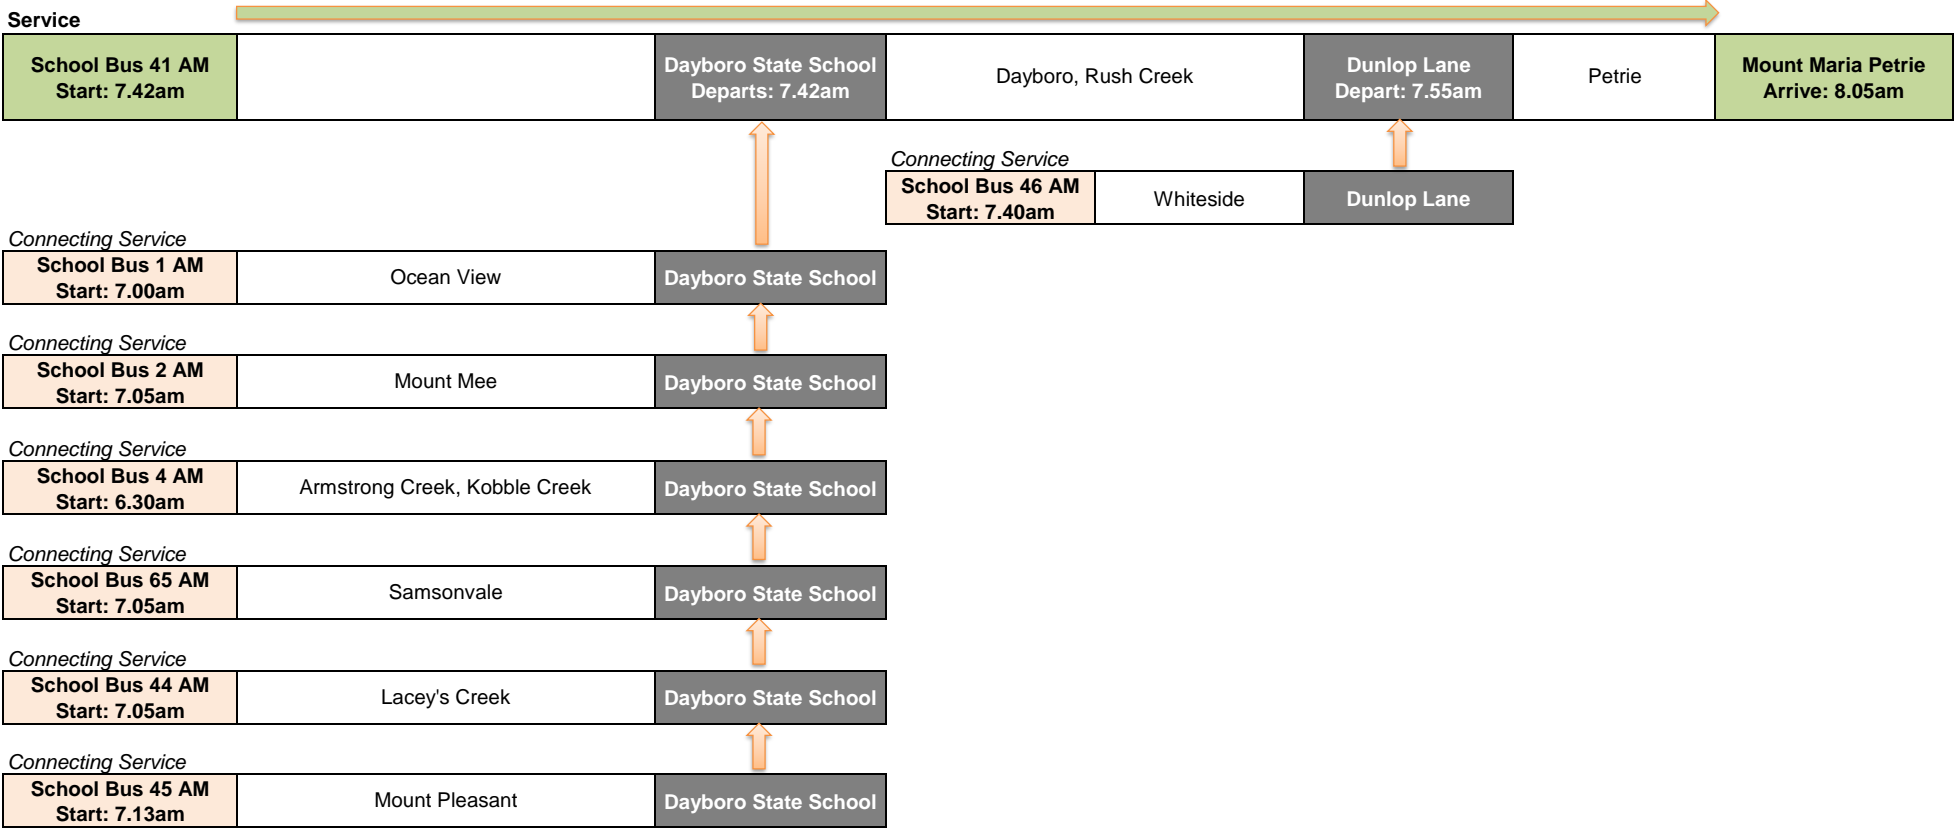 Service
School Bus 41 AM
Start: 7.42am
Dayboro State School
Departs: 7.42am
Dayboro, Rush Creek
Dunlop Lane
Depart: 7.55am
Petrie
Mount Maria Petrie
Arrive: 8.05am
Connecting Service
School Bus 46 AM
Start: 7.40am
Whiteside
Dunlop Lane
Connecting Service
School Bus 1 AM
Start: 7.00am
Ocean View
Dayboro State School
Connecting Service
School Bus 2 AM
Start: 7.05am
Mount Mee
Dayboro State School
Connecting Service
School Bus 4 AM
Start: 6.30am
Armstrong Creek, Kobble Creek
Dayboro State School
Connecting Service
School Bus 65 AM
Start: 7.05am
Samsonvale
Dayboro State School
Connecting Service
School Bus 44 AM
Start: 7.05am
Lacey's Creek
Dayboro State School
Connecting Service
School Bus 45 AM
Start: 7.13am
Mount Pleasant
Dayboro State School